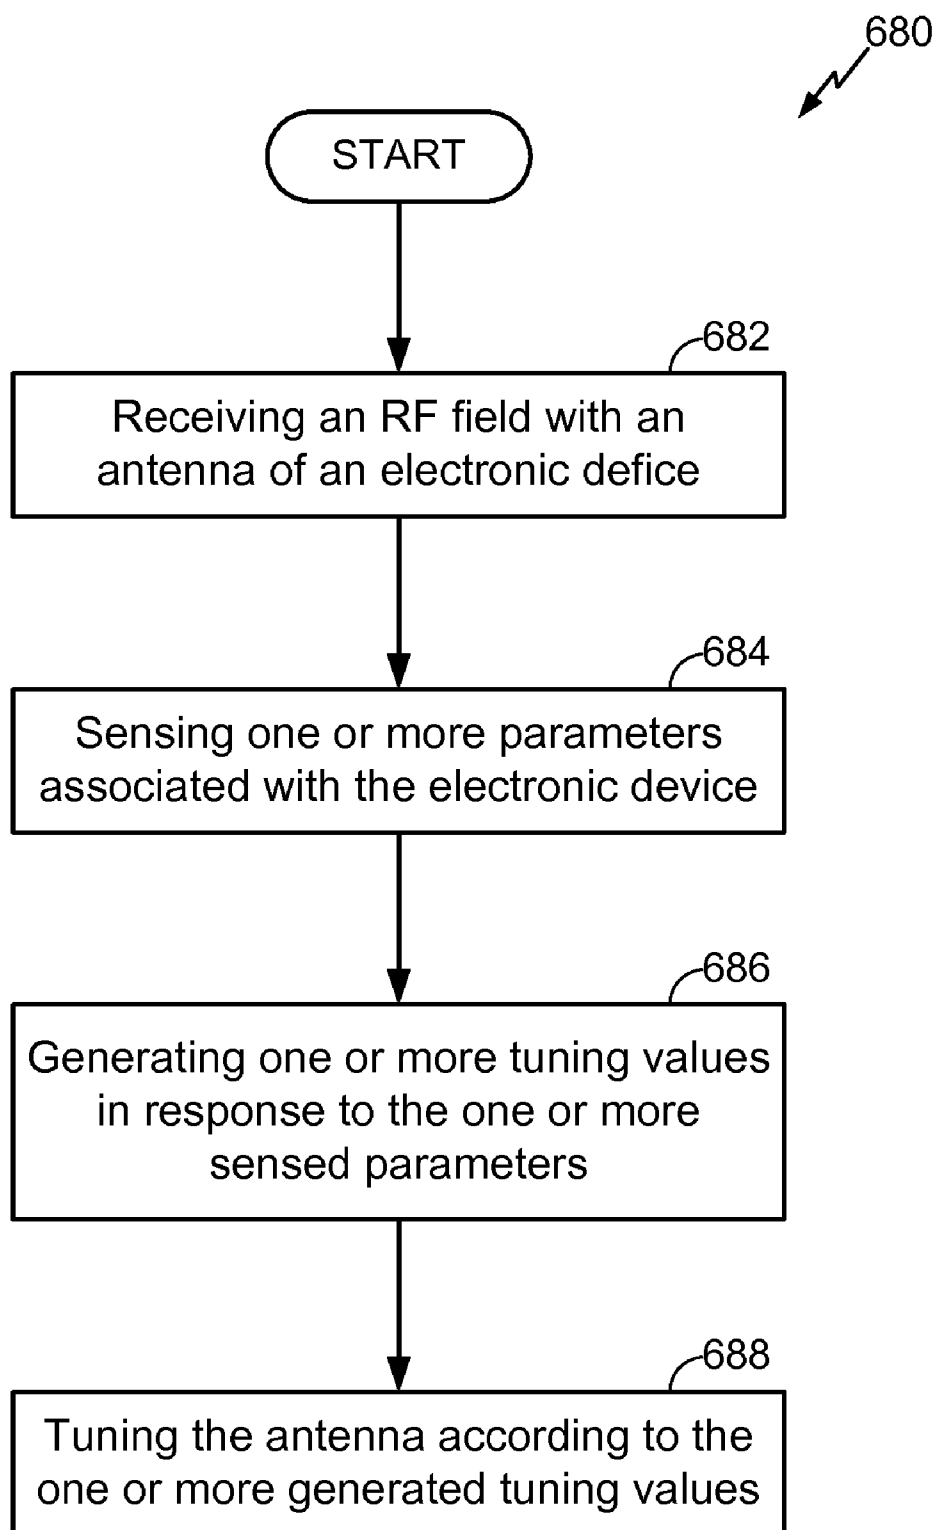 680
START
682
Receiving an RF field with an
antenna of an electronic defice
684
Sensing one or more parameters
associated with the electronic device
686
Generating one or more tuning values
in response to the one or more
sensed parameters
688
Tuning the antenna according to the
one or more generated tuning values